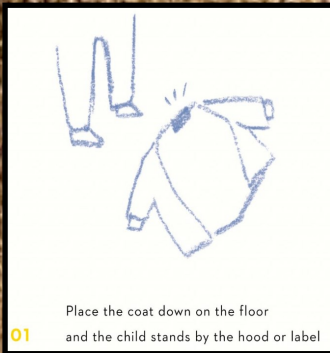 Place the coat down on the floor
01
and the child stands by the hood or label